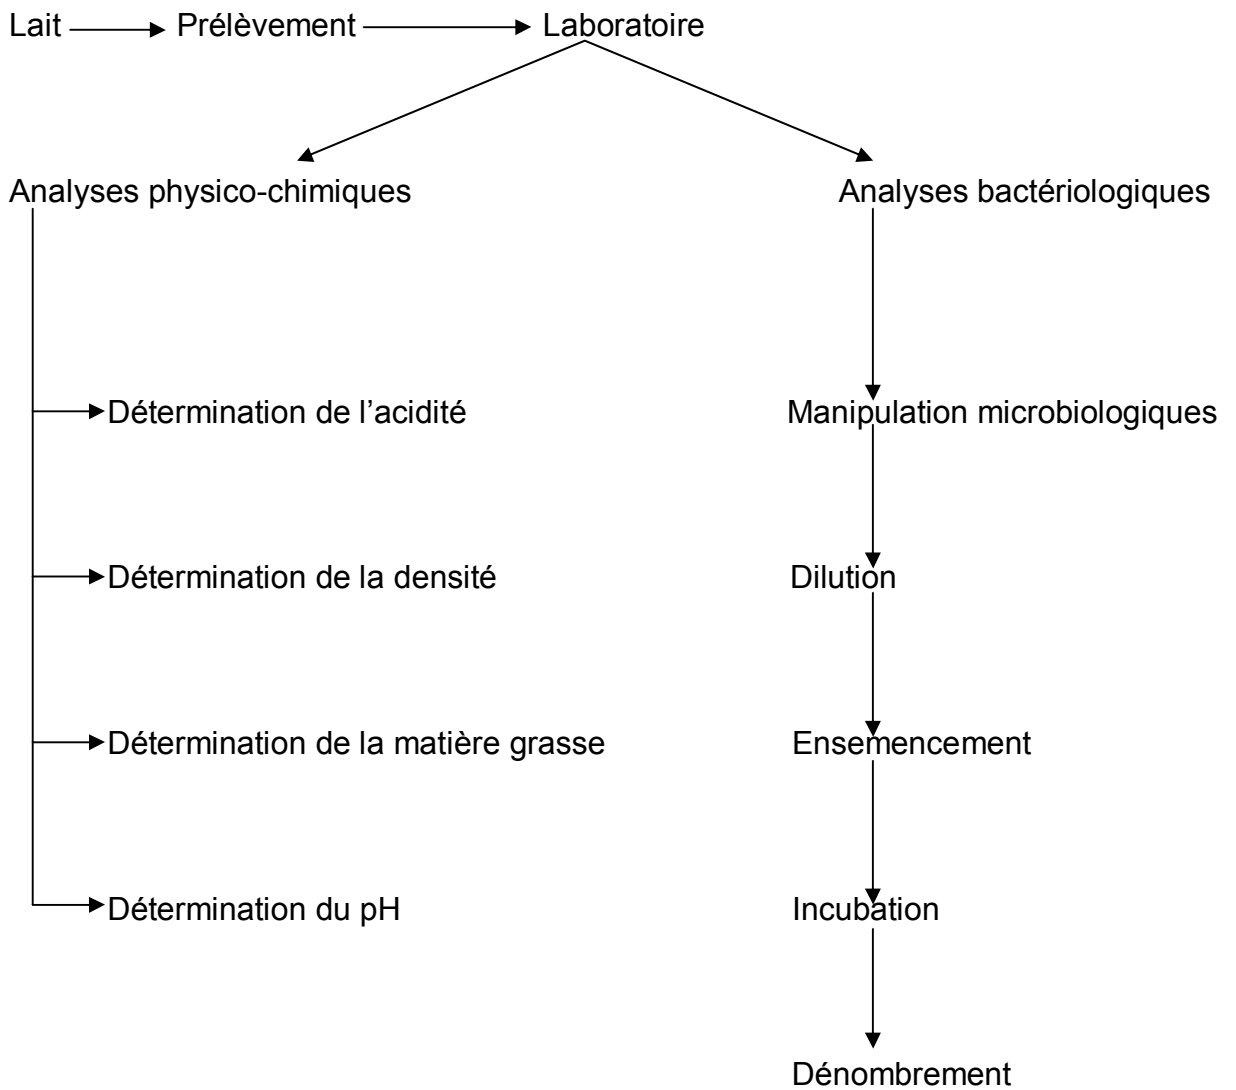 Lait Prélèvement Laboratoire
Analyses physico-chimiques Analyses bactériologiques
Détermination de l’acidité Manipulation microbiologiques
Détermination de la densité Dilution
Détermination de la matière grasse Ensemencement
Détermination du pH Incubation
Dénombrement